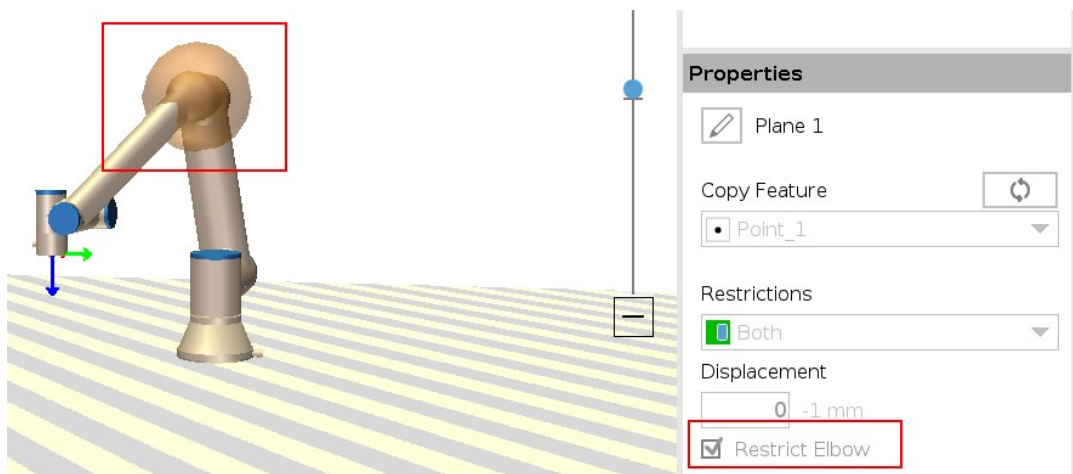 Properties
Plane 1
Copy Feature
Point_1
Restrictions
Both
Displacement
0 -1 mm
Restrict Elbow